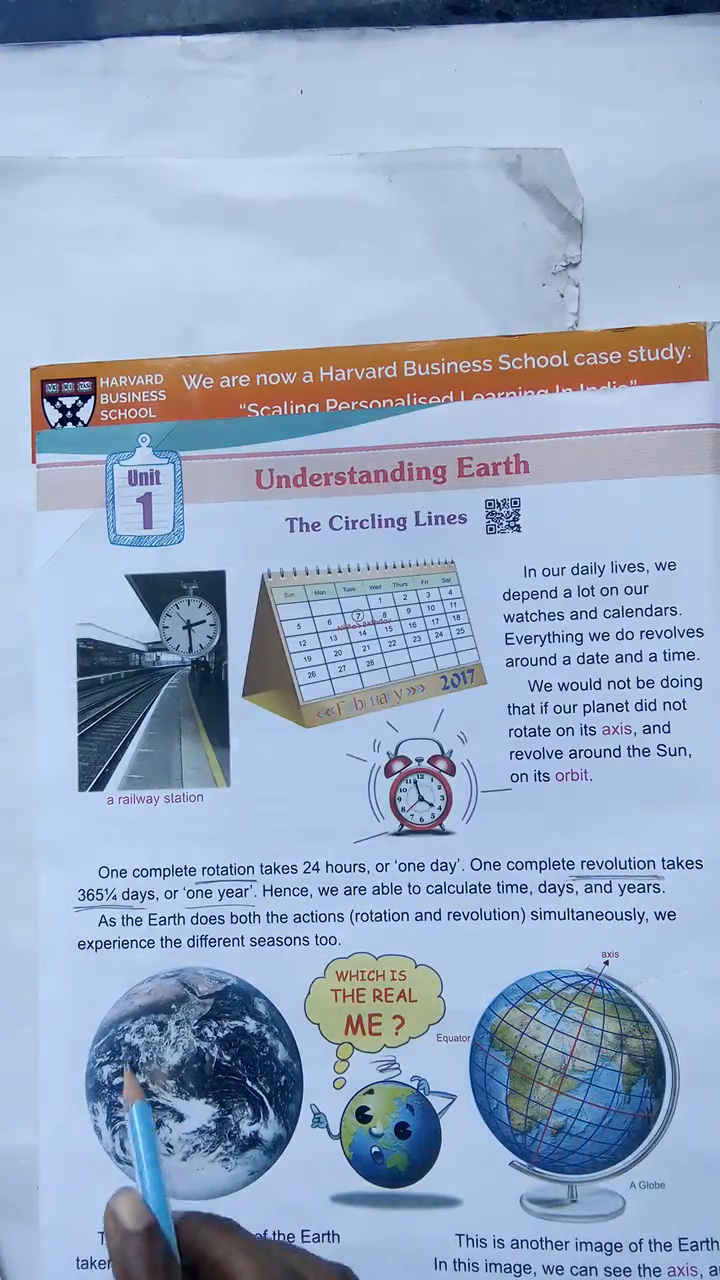 HARVARD
BUSINESS
SCHOOL
We are now a Harvard Business School case study:
"Scaling Personalised Learning In India"
Unit
1
Understanding Earth
The Circling Lines
Sun Mon Tues Wed Thurs Fri Sat
1 2 3 4
5 6 7 8 9 10 11
12 13 14 15 16 17 18
19 20 21 22 23 24 25
26 27 28
February 2017
a railway station
In our daily lives, we
depend a lot on our
watches and calendars.
Everything we do revolves
around a date and a time.
We would not be doing
that if our planet did not
rotate on its axis, and
revolve around the Sun,
on its orbit.
One complete rotation takes 24 hours, or 'one day'. One complete revolution takes
365¼ days, or 'one year'. Hence, we are able to calculate time, days, and years.
As the Earth does both the actions (rotation and revolution) simultaneously, we
experience the different seasons too.
WHICH IS
THE REAL
ME ?
axis
Equator
A Globe
of the Earth
This is another image of the Earth
In this image, we can see the axis,